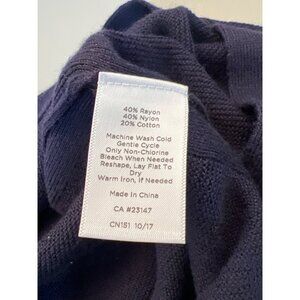 40% Rayon
40% Nylon
20% Cotton
Machine Wash Cold
Gentle Cycle
Only Non-Chlorine
Bleach When Needed
Reshape, Lay Flat To
Dry
Warm Iron, If Needed
Made In China
CA #23147
CN151 10/17